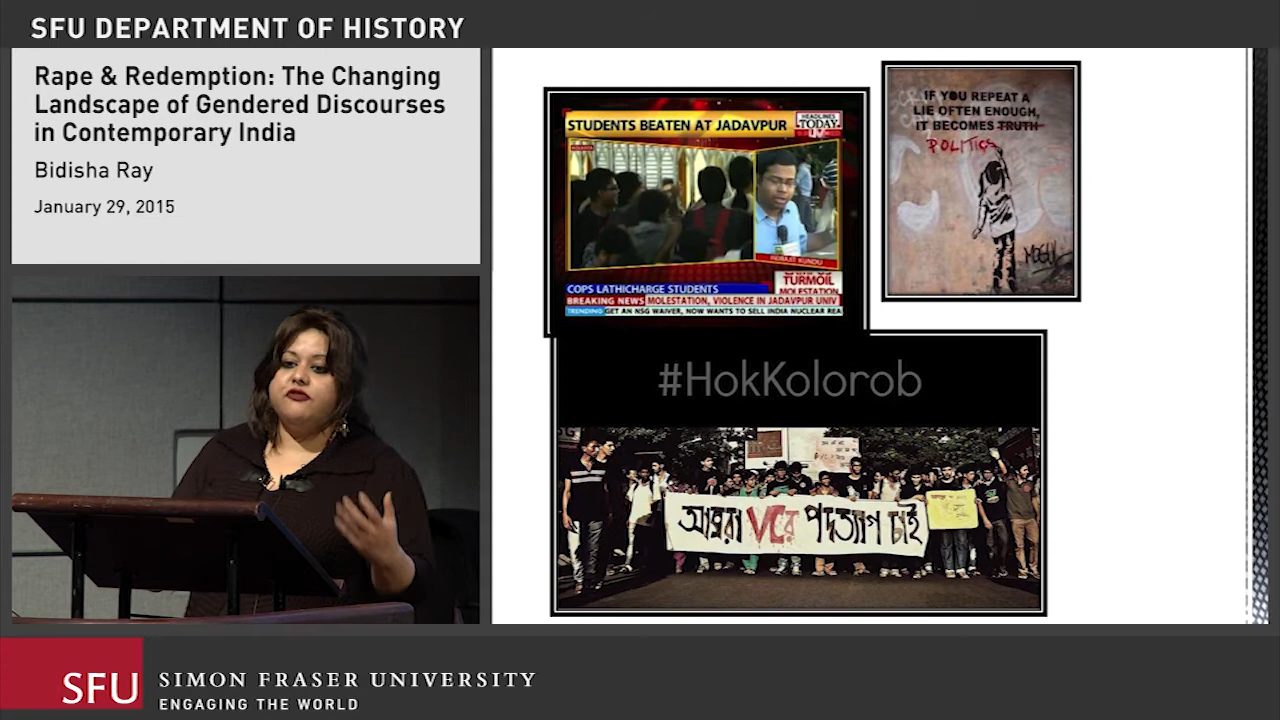 SFU DEPARTMENT OF HISTORY
Rape & Redemption: The Changing
Landscape of Gendered Discourses
in Contemporary India
Bidisha Ray
January 29, 2015
STUDENTS BEATEN AT JADAVPUR
HEADLINES
TODAY
COPS LATHICHARGE STUDENTS
TURMOIL
MOLESTATION
BREAKING NEWS MOLESTATION, VIOLENCE IN JADAVPUR UNIV
TRENDING GET AN NSG WAIVER, NOW WANTS TO SELL INDIA NUCLEAR REA
IF YOU REPEAT A
LIE OFTEN ENOUGH,
IT BECOMES TRUTH
POLITICS
#HokKolorob
আমরা VCর পদত্যাগ চাই
SFU SIMON FRASER UNIVERSITY
ENGAGING THE WORLD